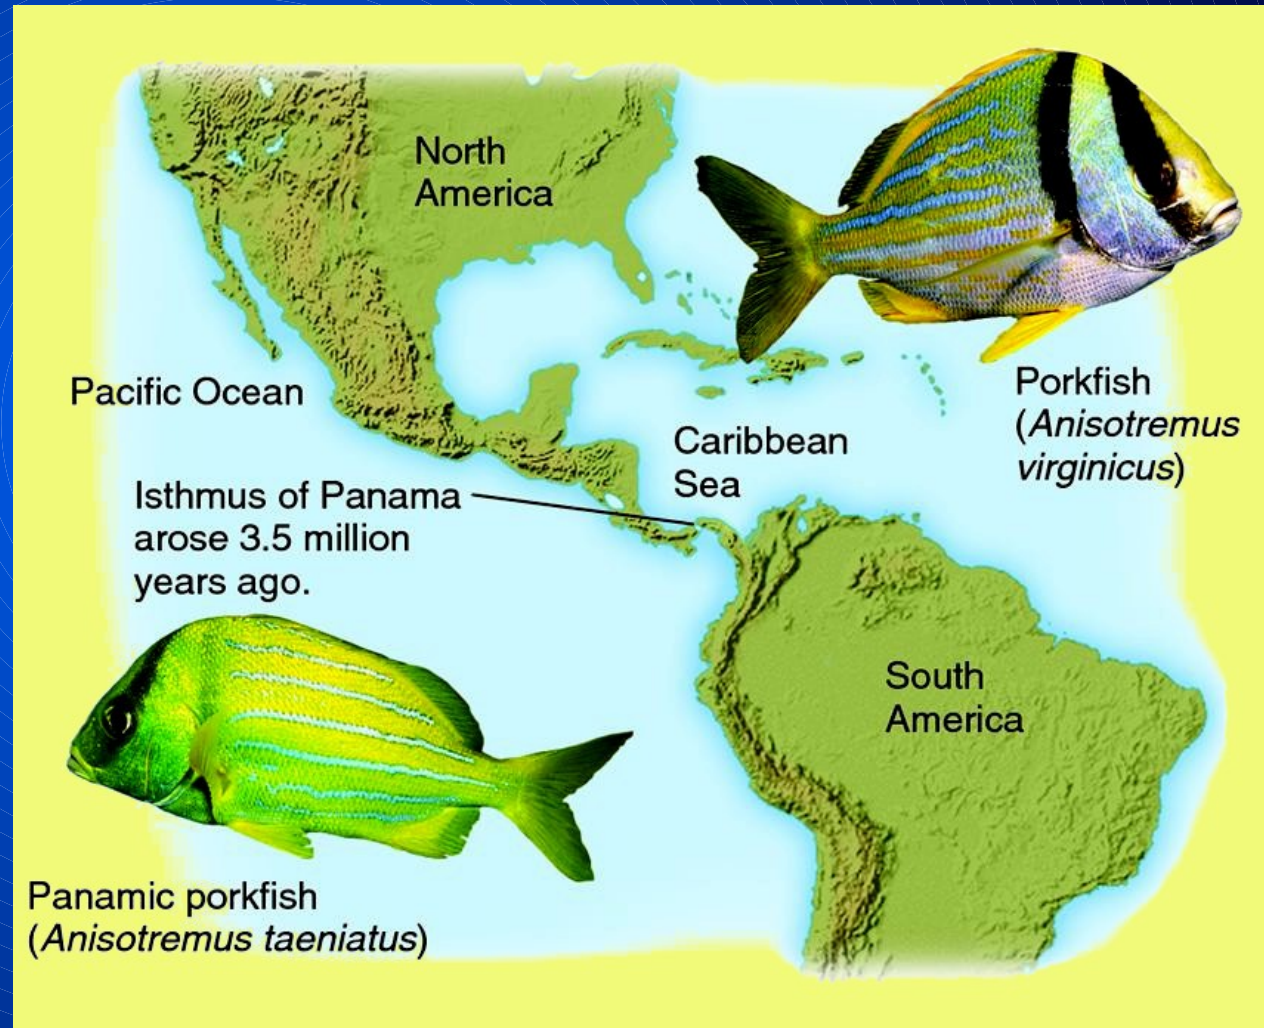 North
America
Pacific Ocean
Porkfish
(Anisotremus
virginicus)
Caribbean
Sea
Isthmus of Panama
arose 3.5 million
years ago.
South
America
Panamic porkfish
(Anisotremus taeniatus)